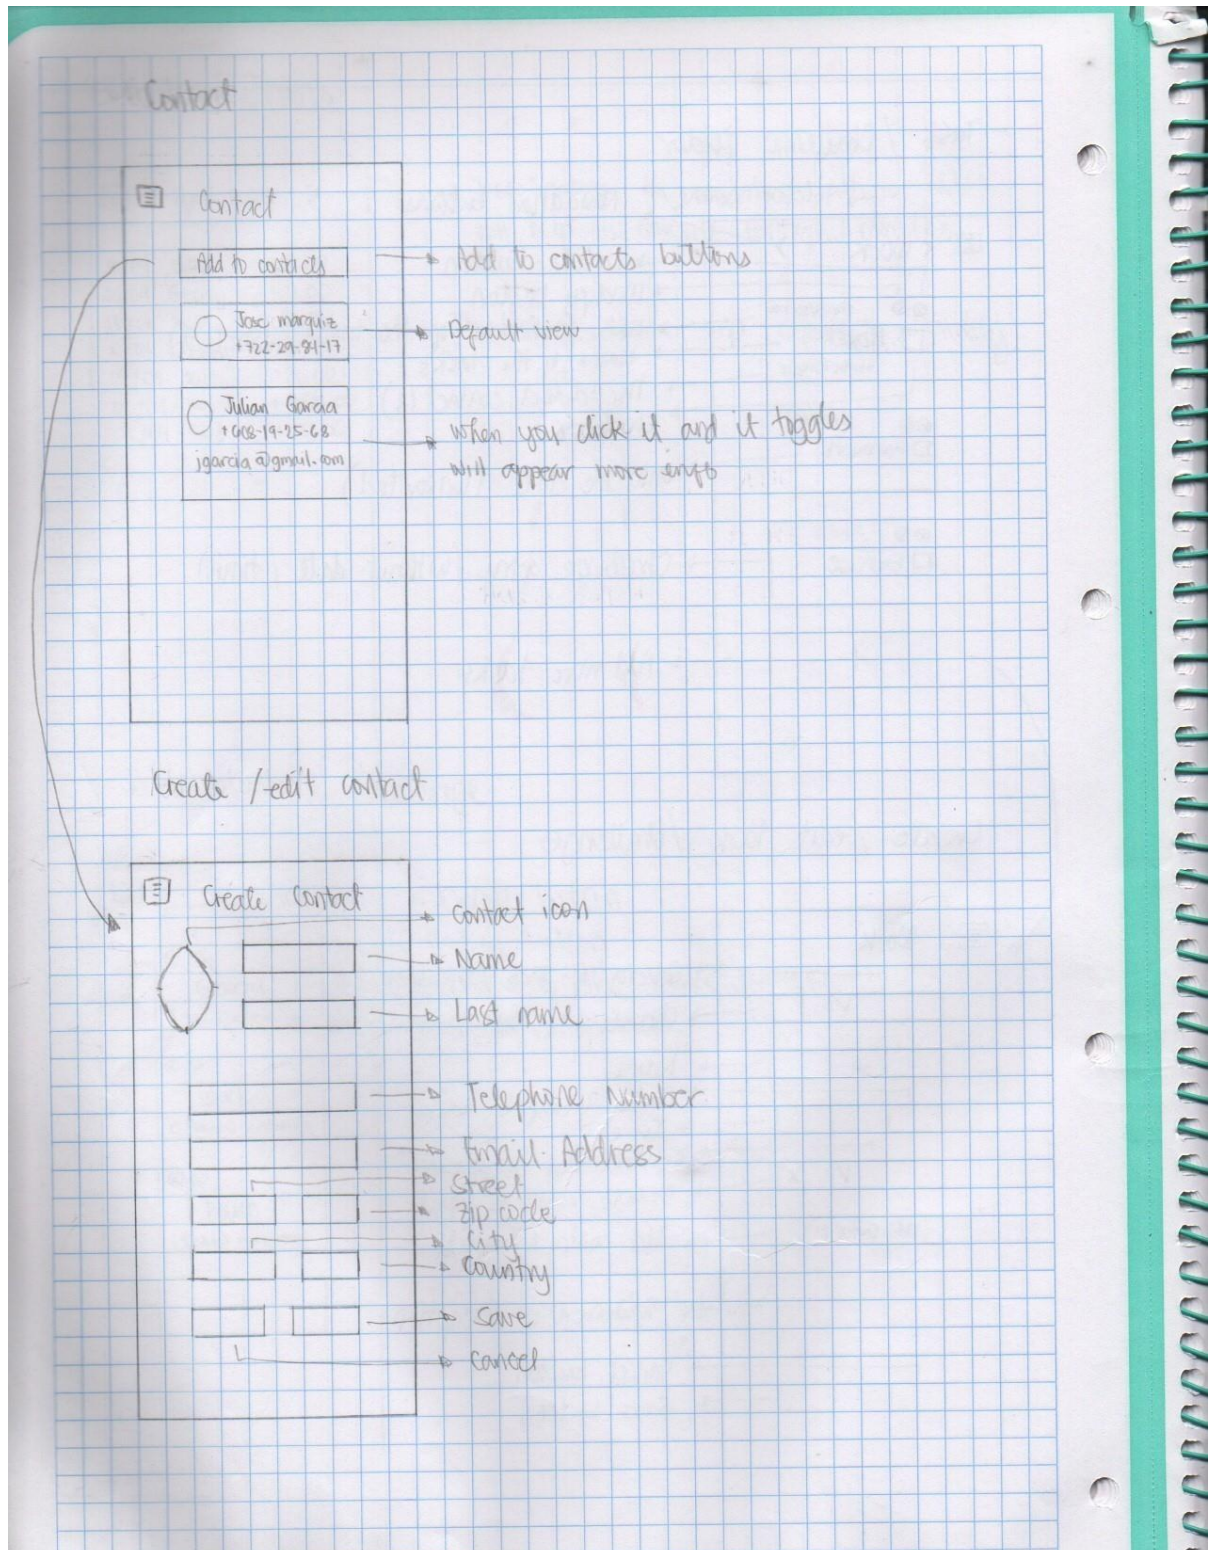 Contact
Contact
Add to contacts
Add to contacts buttons
Jose marquiz
+722-29-84-17
Default view
Julian Garcia
+608-19-25-68
jgarcia@gmail.com
When you click it and it toggles
will appear more
Create / edit contact
Create Contact
Contact icon
Name
Last name
Telephone Number
Email Address
Street
Zip code
City
Country
Save
Cancel